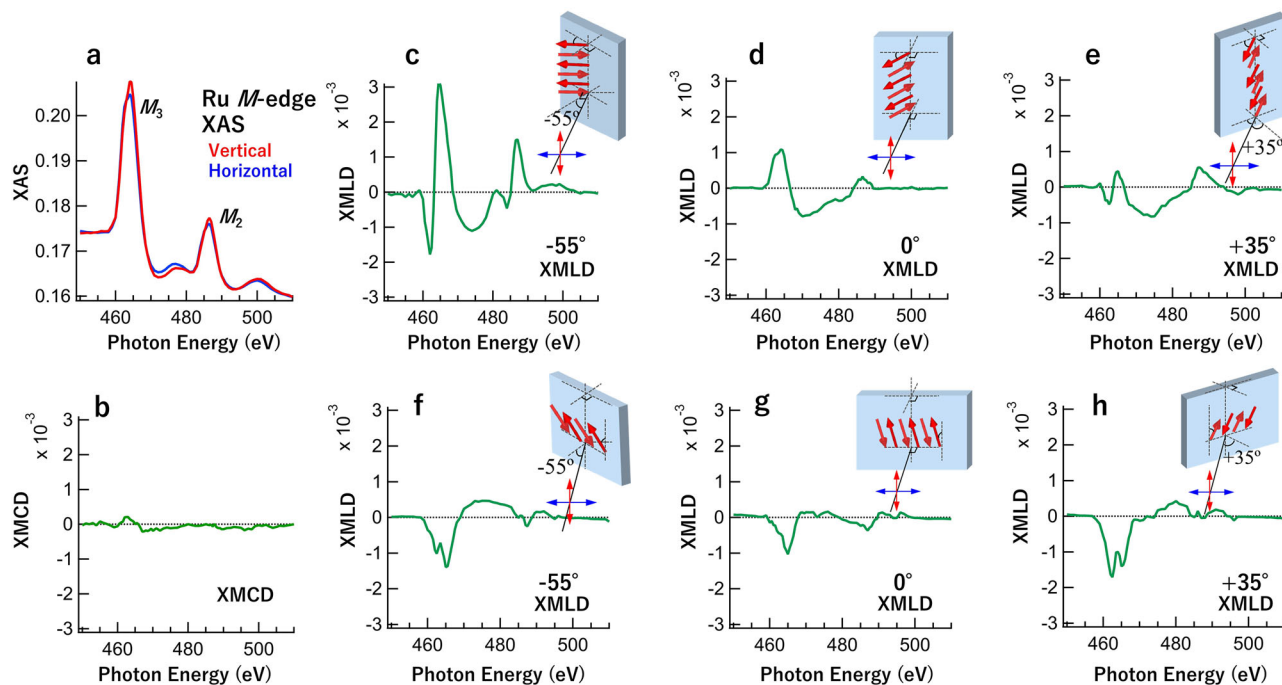 a
Ru M-edge
XAS
Vertical
Horizontal
M3
M2
XAS
0.20
0.19
0.18
0.17
0.16
460
480
500
Photon Energy (eV)
c
x 10-3
XMLD
3
2
1
0
-1
-2
-3
-55º
-55°
XMLD
460
480
500
Photon Energy (eV)
d
x 10-3
XMLD
3
2
1
0
-1
-2
-3
0°
XMLD
460
480
500
Photon Energy (eV)
e
x 10-3
XMLD
3
2
1
0
-1
-2
-3
+35º
+35°
XMLD
460
480
500
Photon Energy (eV)
b
x 10-3
XMCD
3
2
1
0
-1
-2
-3
XMCD
460
480
500
Photon Energy (eV)
f
x 10-3
XMLD
3
2
1
0
-1
-2
-3
-55º
-55°
XMLD
460
480
500
Photon Energy (eV)
g
x 10-3
XMLD
3
2
1
0
-1
-2
-3
0°
XMLD
460
480
500
Photon Energy (eV)
h
x 10-3
XMLD
3
2
1
0
-1
-2
-3
+35º
+35°
XMLD
460
480
500
Photon Energy (eV)